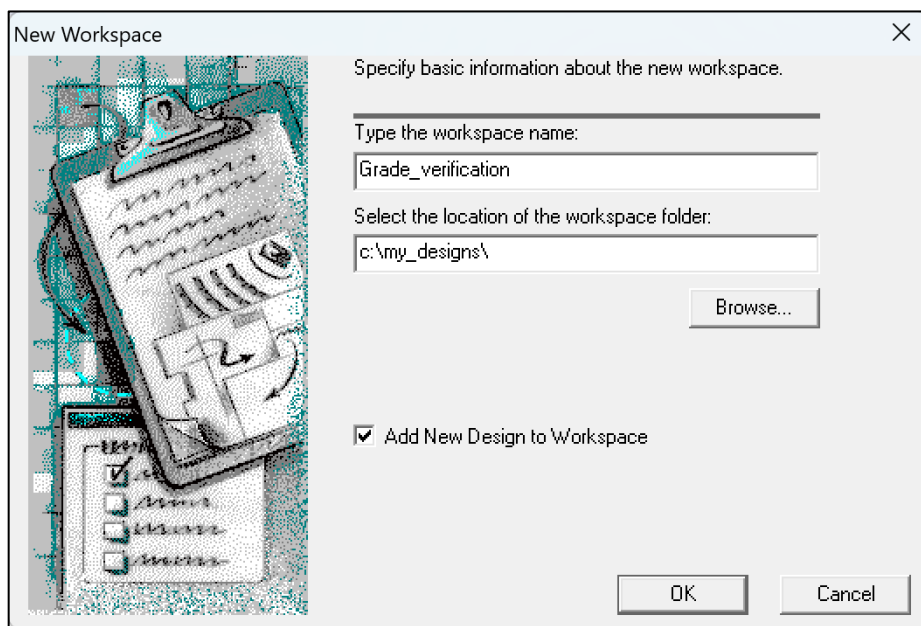 New Workspace
Specify basic information about the new workspace.
Type the workspace name:
Grade_verification
Select the location of the workspace folder:
c:\my_designs\
Browse...
Add New Design to Workspace
OK
Cancel